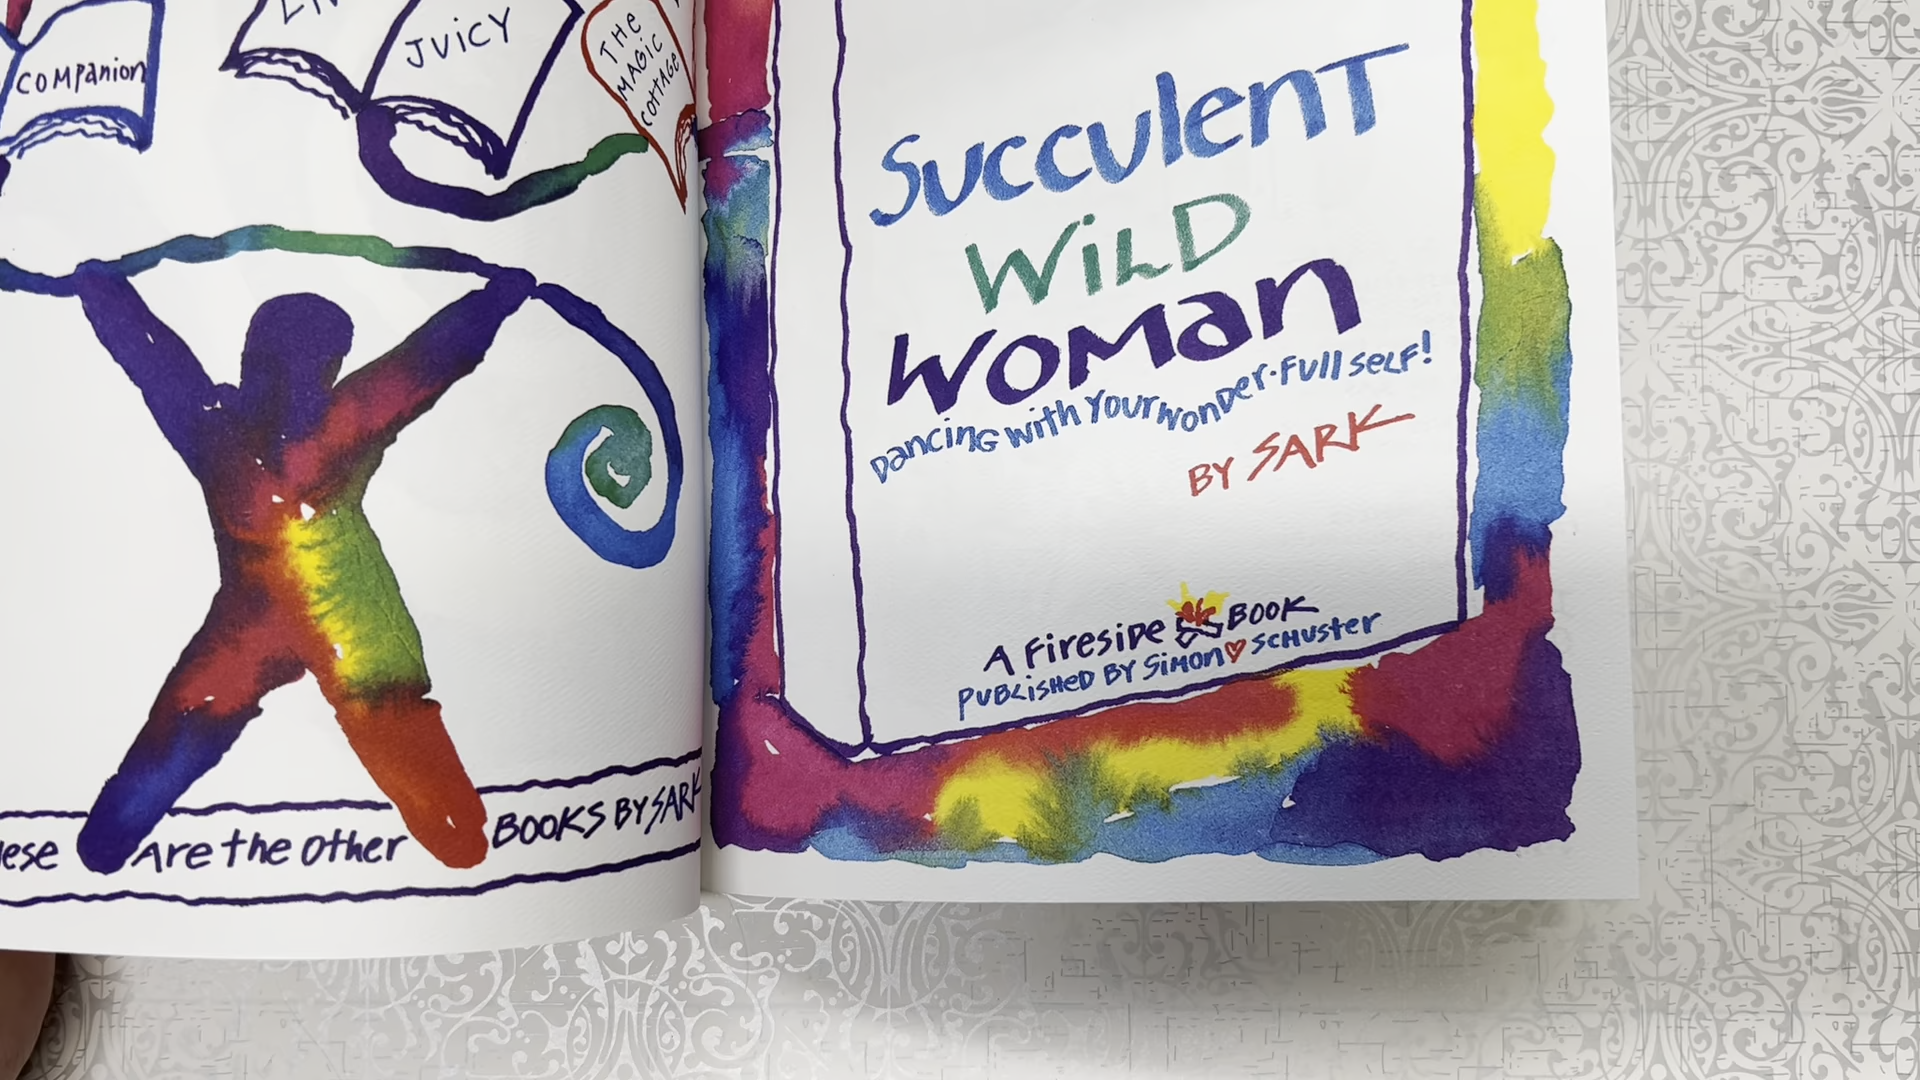 COMPanion
JUiCY
THE
MAGiC
COTTAGE
Are the other
BOOKS BY SARK
Succulent
WiLD
WOMan
Dancing with Your wonDer·Full SELF!
BY SARK
A FiresiDe BOOK
PUBLiSHeD BY SiMON ♡ SCHUSTer